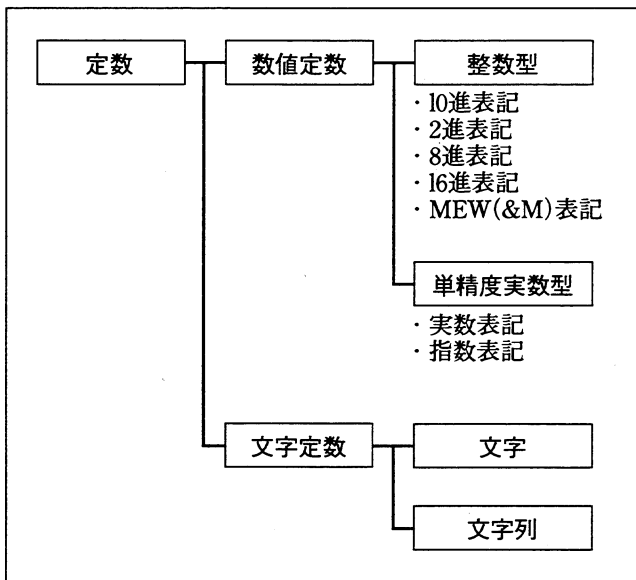 定数
数値定数
整数型
・10進表記
・2進表記
・8進表記
・16進表記
・MEW(&M)表記
単精度実数型
・実数表記
・指数表記
文字定数
文字
文字列